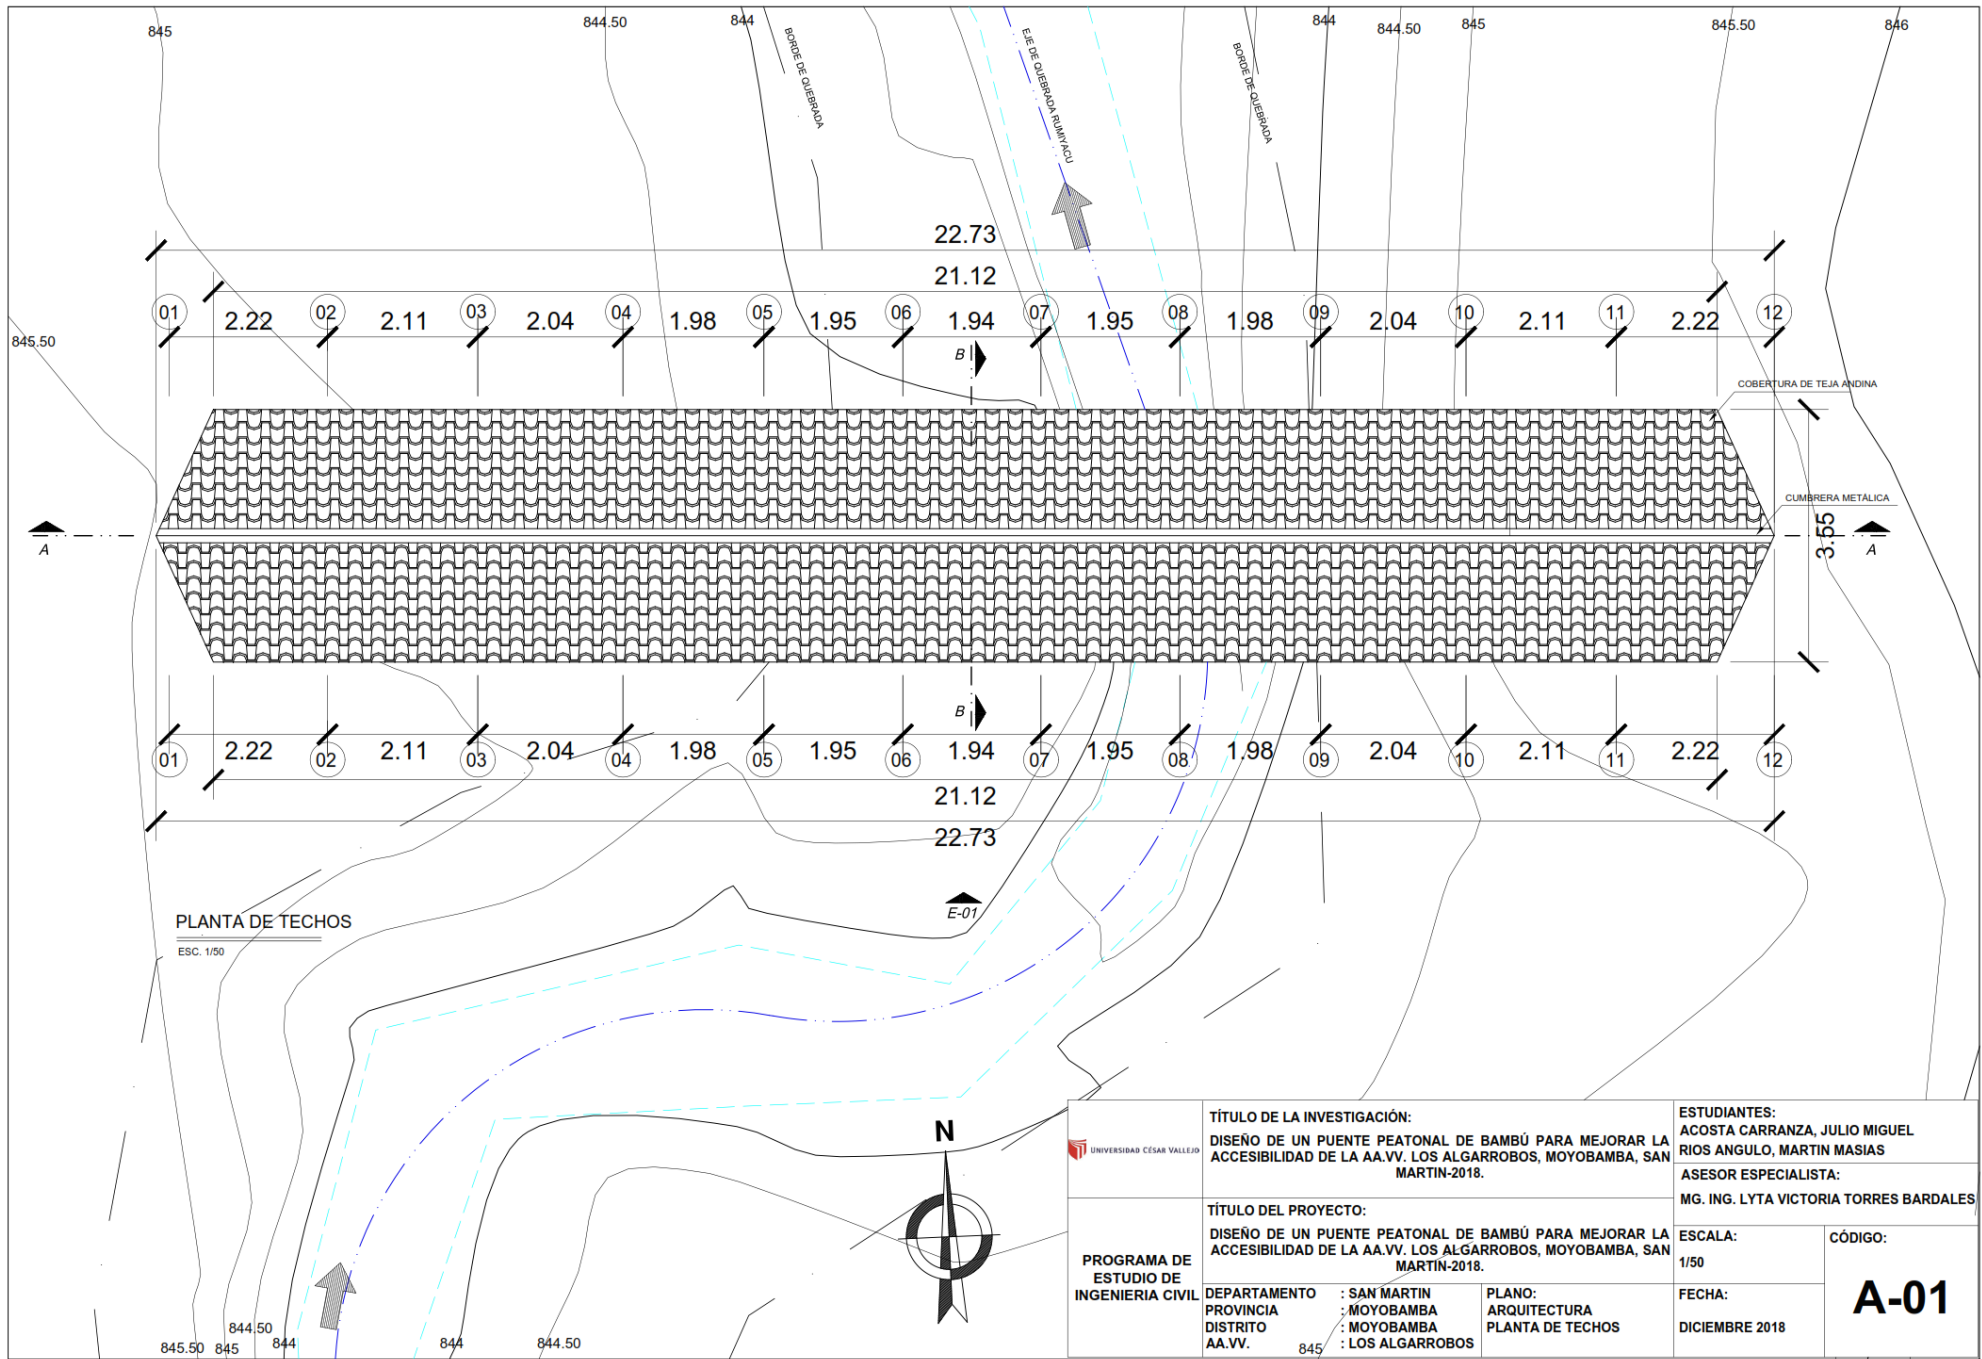 845
844.50
844
844
844.50
845
845.50
846
BORDE DE QUEBRADA
EJE DE QUEBRADA RUMIYACU
BORDE DE QUEBRADA
22.73
21.12
01
02
03
04
05
06
07
08
09
10
11
12
2.22
2.11
2.04
1.98
1.95
1.94
1.95
1.98
2.04
2.11
2.22
845.50
B
COBERTURA DE TEJA ANDINA
CUMBRERA METÁLICA
3.55
A
A
B
2.22
2.11
2.04
1.98
1.95
1.94
1.95
1.98
2.04
2.11
2.22
01
02
03
04
05
06
07
08
09
10
11
12
21.12
22.73
E-01
PLANTA DE TECHOS
ESC. 1/50
N
845.50
845
844.50
844
844
844.50
845
UNIVERSIDAD CÉSAR VALLEJO
PROGRAMA DE
ESTUDIO DE
INGENIERIA CIVIL
TÍTULO DE LA INVESTIGACIÓN:
DISEÑO DE UN PUENTE PEATONAL DE BAMBÚ PARA MEJORAR LA
ACCESIBILIDAD DE LA AA.VV. LOS ALGARROBOS, MOYOBAMBA, SAN
MARTIN-2018.
TÍTULO DEL PROYECTO:
DISEÑO DE UN PUENTE PEATONAL DE BAMBÚ PARA MEJORAR LA
ACCESIBILIDAD DE LA AA.VV. LOS ALGARROBOS, MOYOBAMBA, SAN
MARTIN-2018.
DEPARTAMENTO : SAN MARTIN
PROVINCIA : MOYOBAMBA
DISTRITO : MOYOBAMBA
AA.VV. : LOS ALGARROBOS
PLANO:
ARQUITECTURA
PLANTA DE TECHOS
ESTUDIANTES:
ACOSTA CARRANZA, JULIO MIGUEL
RIOS ANGULO, MARTIN MASIAS
ASESOR ESPECIALISTA:
MG. ING. LYTA VICTORIA TORRES BARDALES
ESCALA:
1/50
FECHA:
DICIEMBRE 2018
CÓDIGO:
A-01